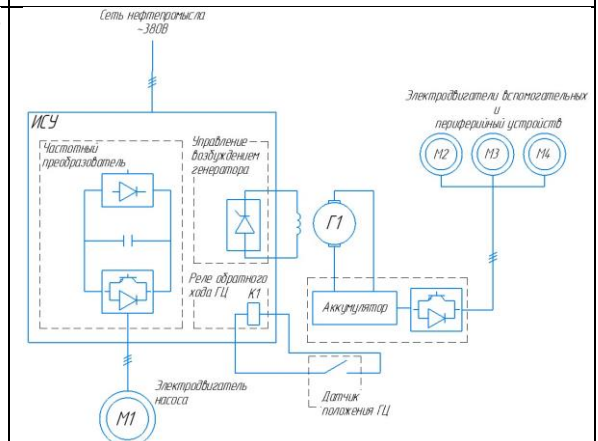 Сеть нефтепромысла
~380В
Электродвигатели вспомогательных
и
периферийный устройств
М2
М3
М4
ИСУ
Частотный
преобразователь
Управление
возбуждением
генератора
Г1
Реле обратного
хода ГЦ
К1
Аккумулятор
Электродвигатель
насоса
М1
Датчик
положения ГЦ